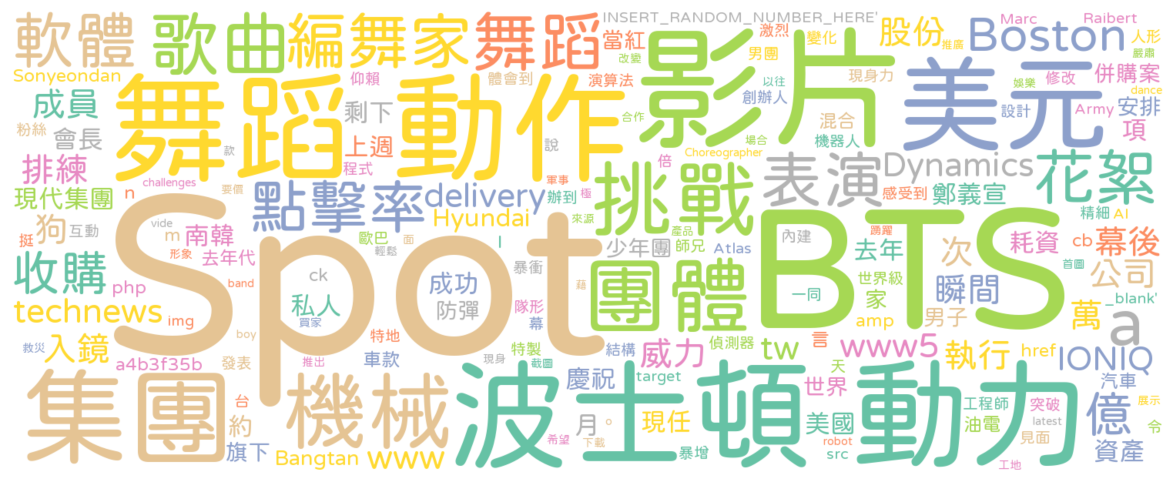 軟體 歌曲 編舞家 舞蹈 INSERT_RANDOM_NUMBER_HERE' 激烈 變化 股份 推廣 Marc Raibert 人形
Sonyeondan 改變 當紅 男團 Boston 嚴肅
成員 仰賴 體會到 演算法 影片 以往 現身力 娛樂 修改 併購案
舞蹈動作 創辦人 美元 dance
粉絲 會長 剩下 合作 混合 設計 Army 安排
排練 款 上週 說 倍 場合 機器人 項
程式 Choreographer 表演 Dynamics 花絮
現代集團 n challenges 要價 點擊率 delivery 軍事 辦到 極 挑戰 感受到 鄭義宣 精細 AI
狗 互動 vide m 南韓 Hyundai 來源 產品 內建 踴躍 耗資 cb 幕後
挺 形象 去年代 歐巴 面 I 少年團 師兄 Atlas 去年 次 首圖
收購 php 輕鬆 暴衝 偵測器 世界級 公司
Spot ck 成功 藉 團體 BTS 一同 家 瞬間 _blank'
technews img band 私人 防彈 隊形 amp 男子 萬 a
救災 入鏡 boy 買家 特地 幕 tw 言 www5 執行 href IONIQ
a4b3f35b 發表 推出 車款 現身 特製 截圖 結構 威力 天
集團 機械 慶祝 target 世界 汽車
台 波士頓動力 工程師 突破 展示
約 月 。 現任 美國 油電 latest 億 令
旗下 Bangtan www 希望 下載 暴增 src robot 見面 資產
工地